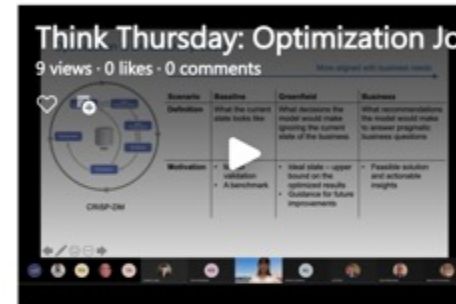 Think Thursday: Optimization Jo
9 views · 0 likes · 0 comments
More aligned with business needs
Scenario Baseline Greenfield Business
Definition What the current state looks like What decisions the model would make ignoring the current state of the business What recommendations the model would make to answer pragmatic business questions
Motivation • validation • A benchmark • Ideal state – upper bound on the optimized results • Guidance for future improvements • Feasible solution and actionable insights
CRISP-DM